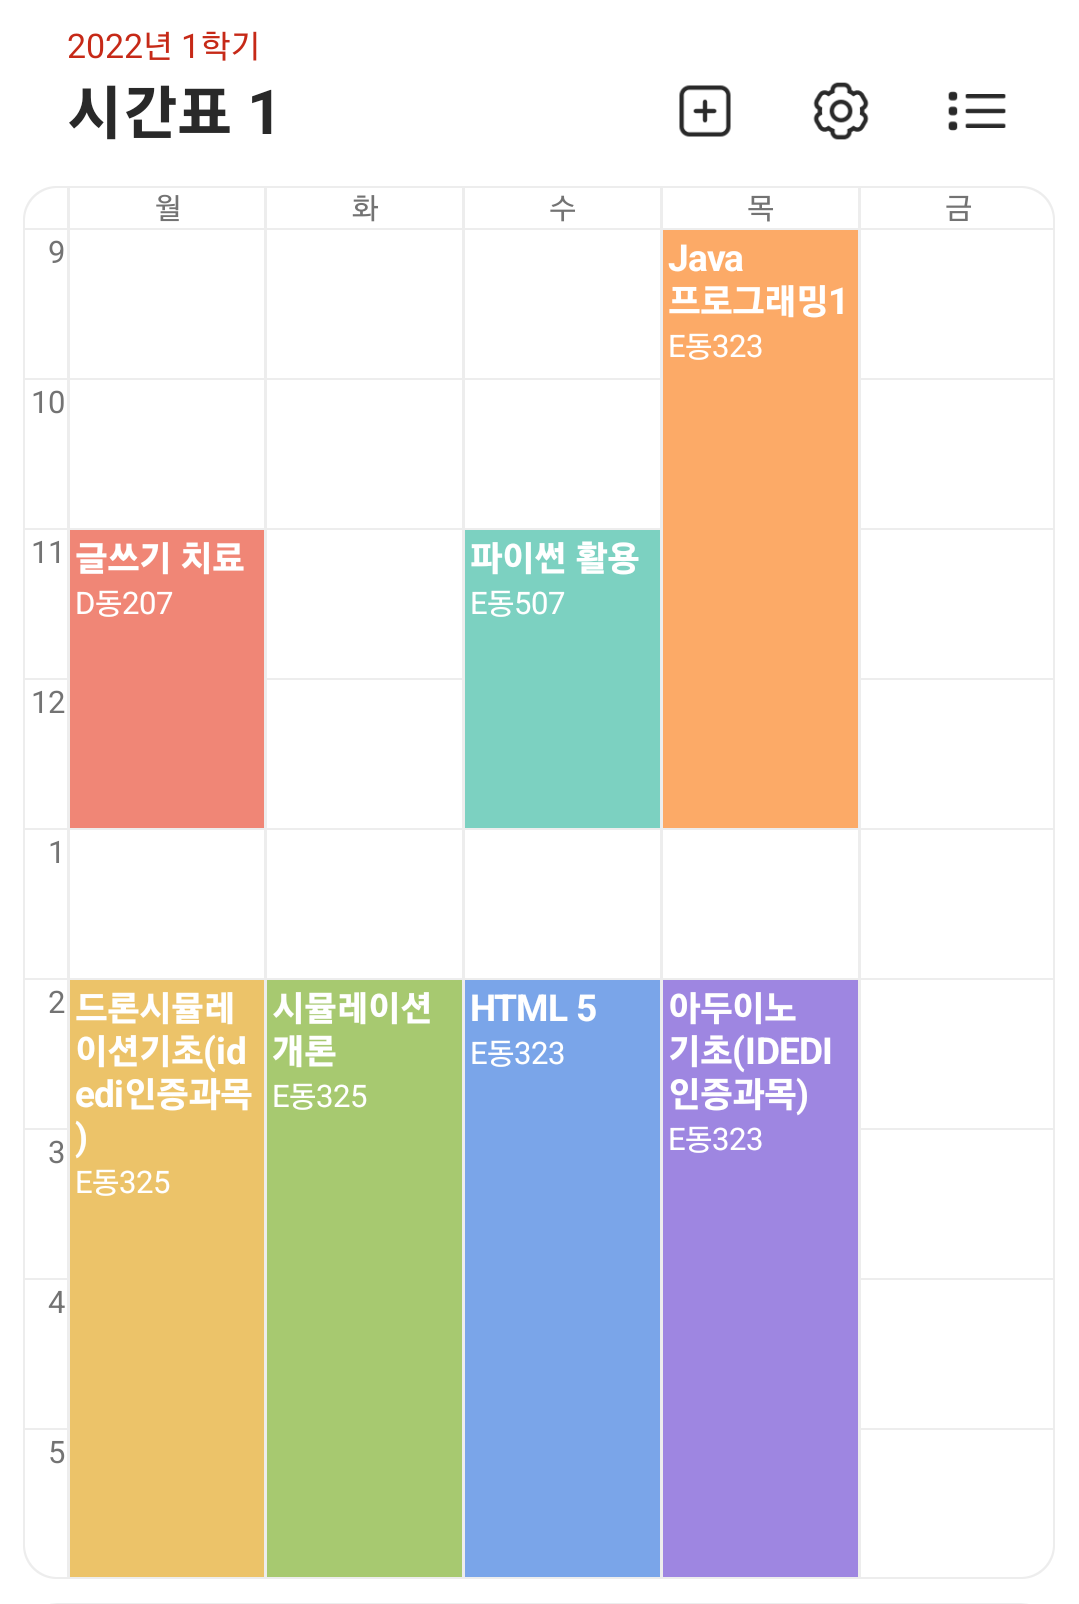 2022년 1학기
시간표 1
월 화 수 목 금
9
Java
프로그래밍1
E동323
10
11
글쓰기 치료
D동207
파이썬 활용
E동507
12
1
2
드론시뮬레
이션기초(id
edi인증과목
)
E동325
시뮬레이션
개론
E동325
HTML 5
E동323
아두이노
기초(IDEDI
인증과목)
E동323
3
4
5